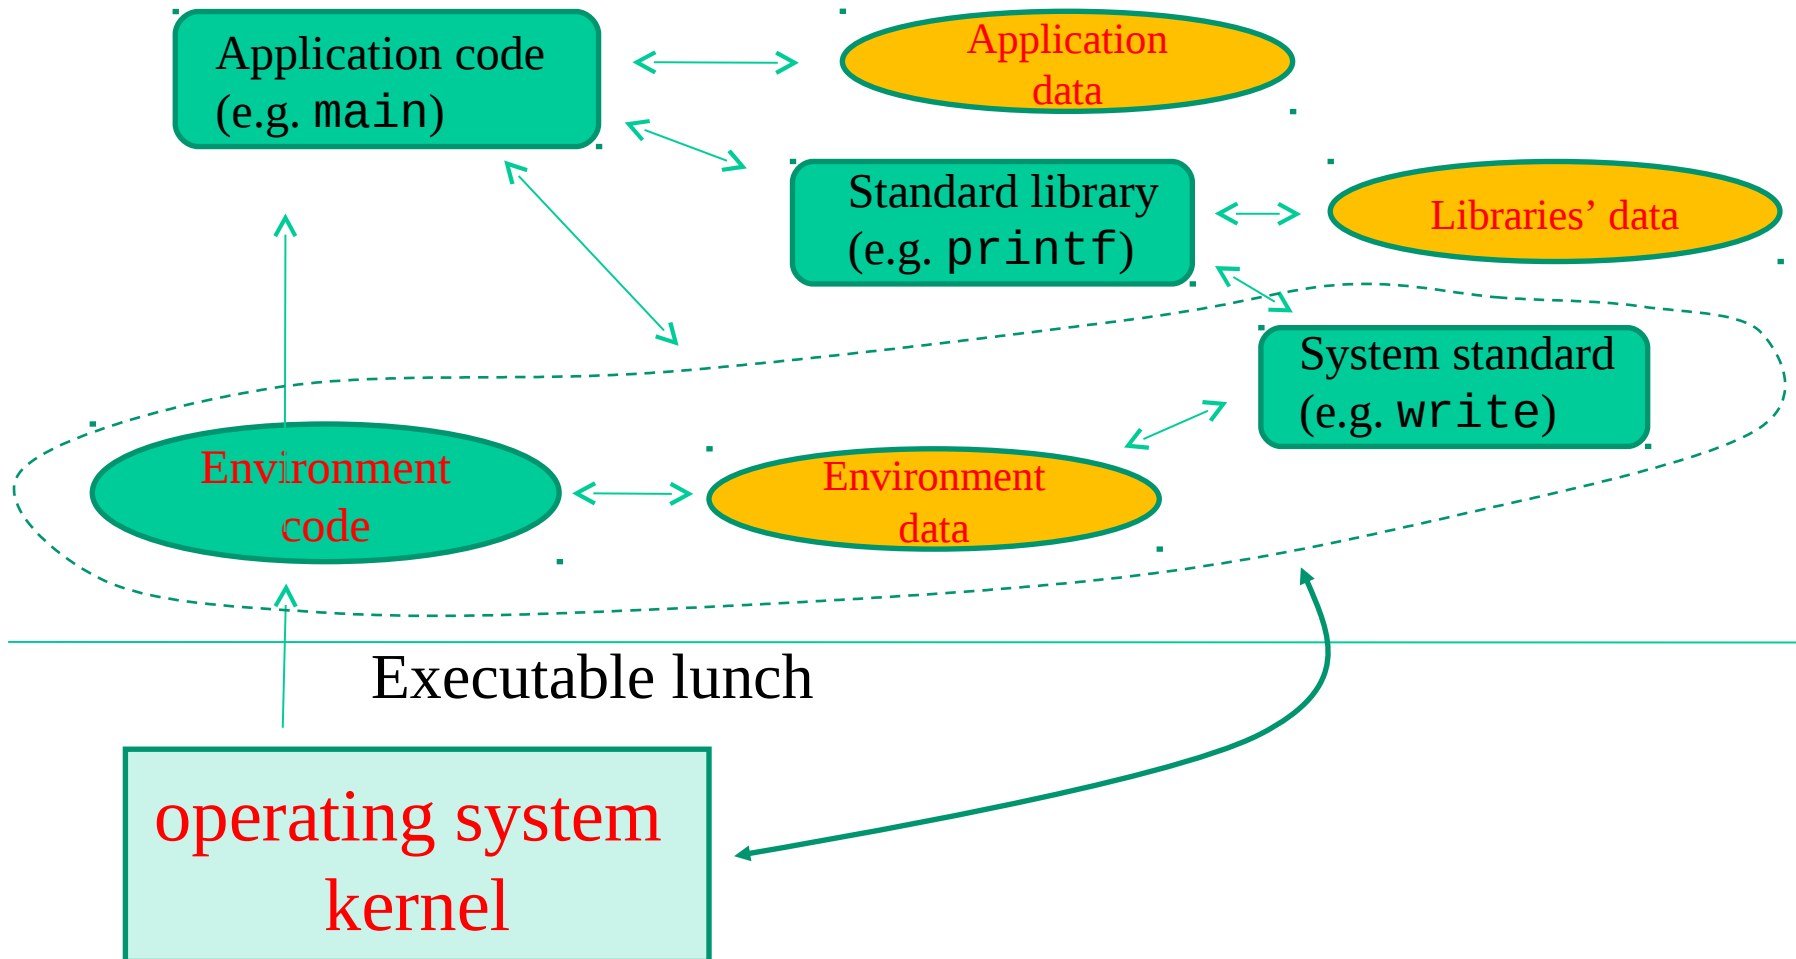 Application code
(e.g. main)
Application
data
Standard library
(e.g. printf)
Libraries’ data
System standard
(e.g. write)
Environment
code
Environment
data
Executable lunch
operating system
kernel